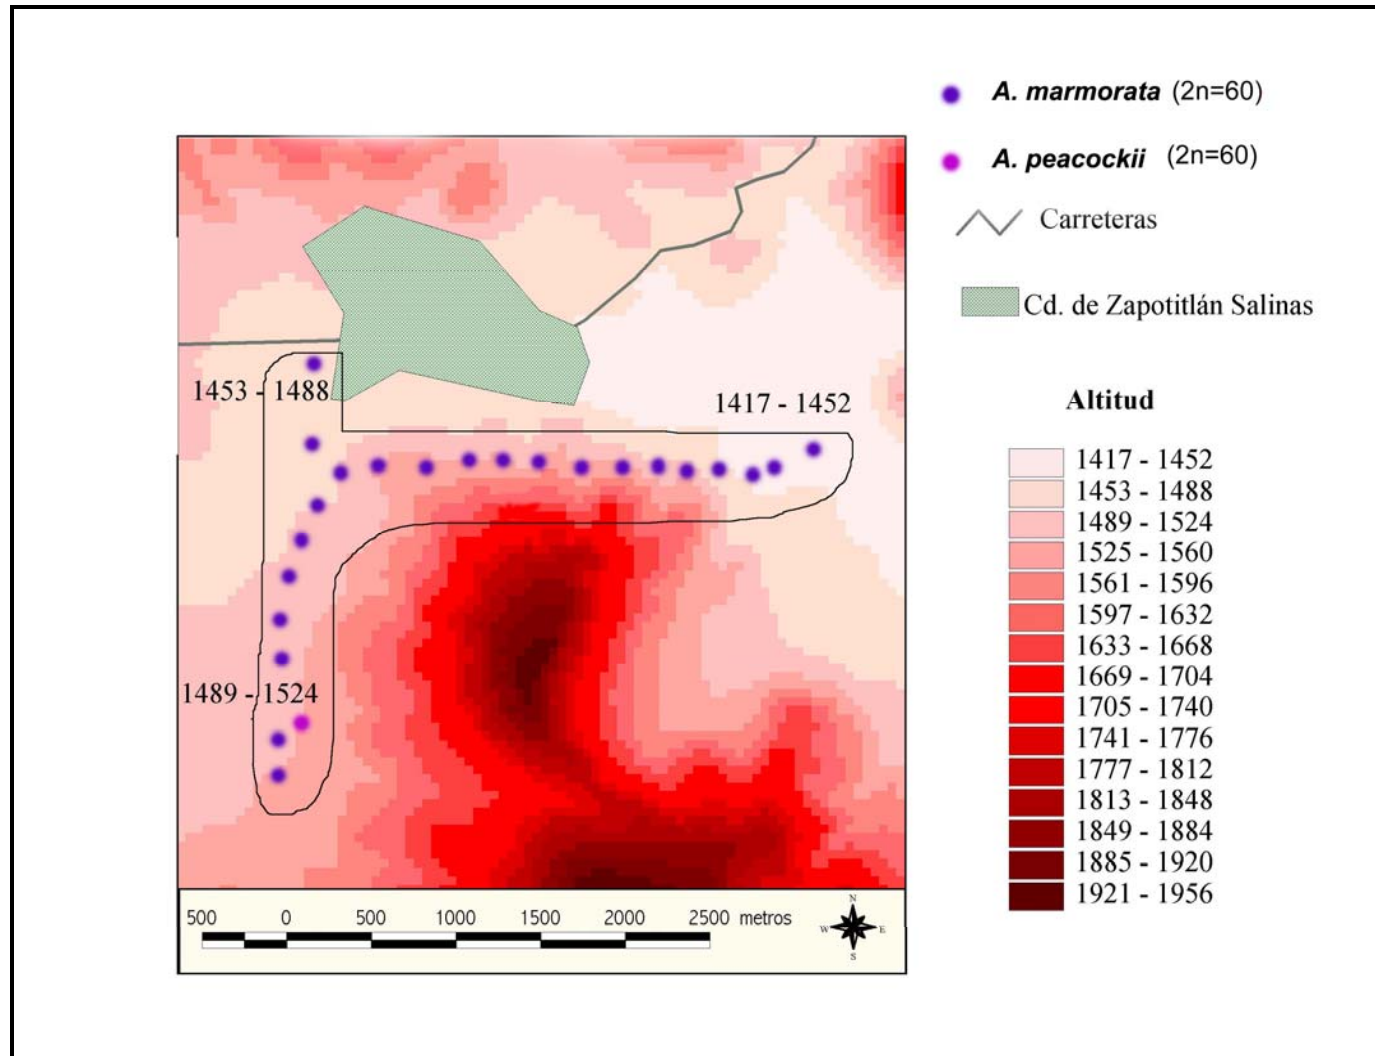 A. marmorata (2n=60)
A. peacockii (2n=60)
Carreteras
Cd. de Zapotitlán Salinas
1453 - 1488
1417 - 1452
1489 - 1524
Altitud
1417 - 1452
1453 - 1488
1489 - 1524
1525 - 1560
1561 - 1596
1597 - 1632
1633 - 1668
1669 - 1704
1705 - 1740
1741 - 1776
1777 - 1812
1813 - 1848
1849 - 1884
1885 - 1920
1921 - 1956
500 0 500 1000 1500 2000 2500 metros
N
W E
S